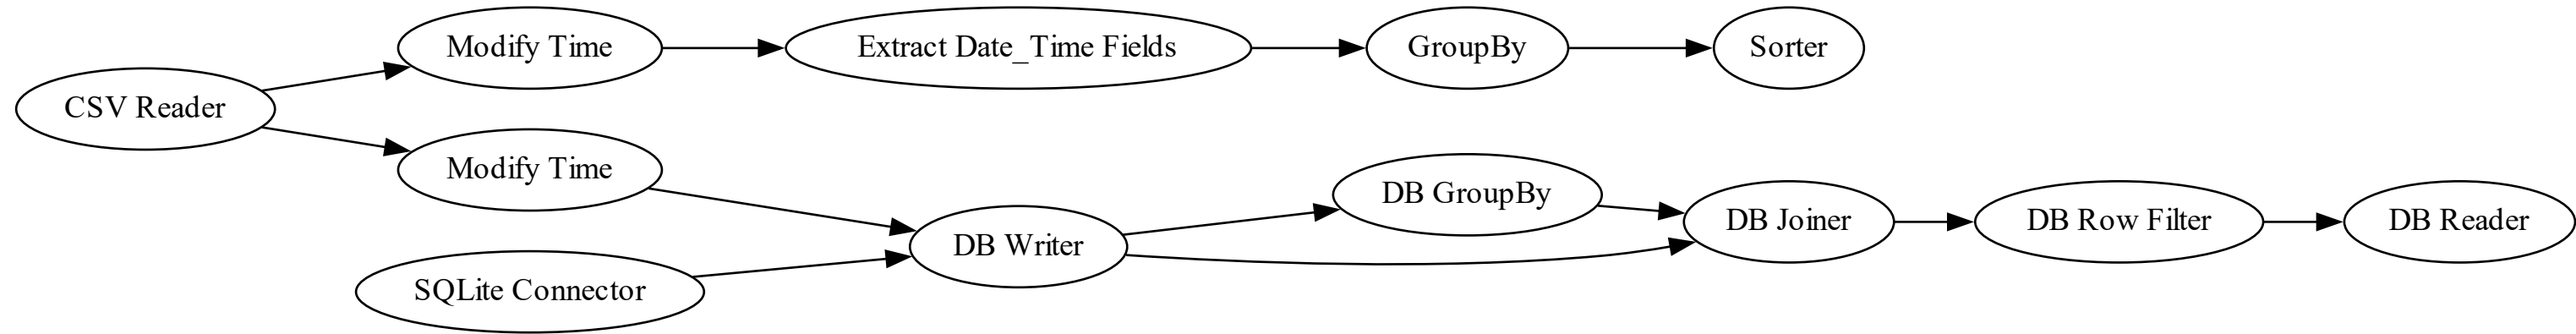 CSV Reader
Modify Time
Extract Date_Time Fields
GroupBy
Sorter
Modify Time
SQLite Connector
DB Writer
DB GroupBy
DB Joiner
DB Row Filter
DB Reader